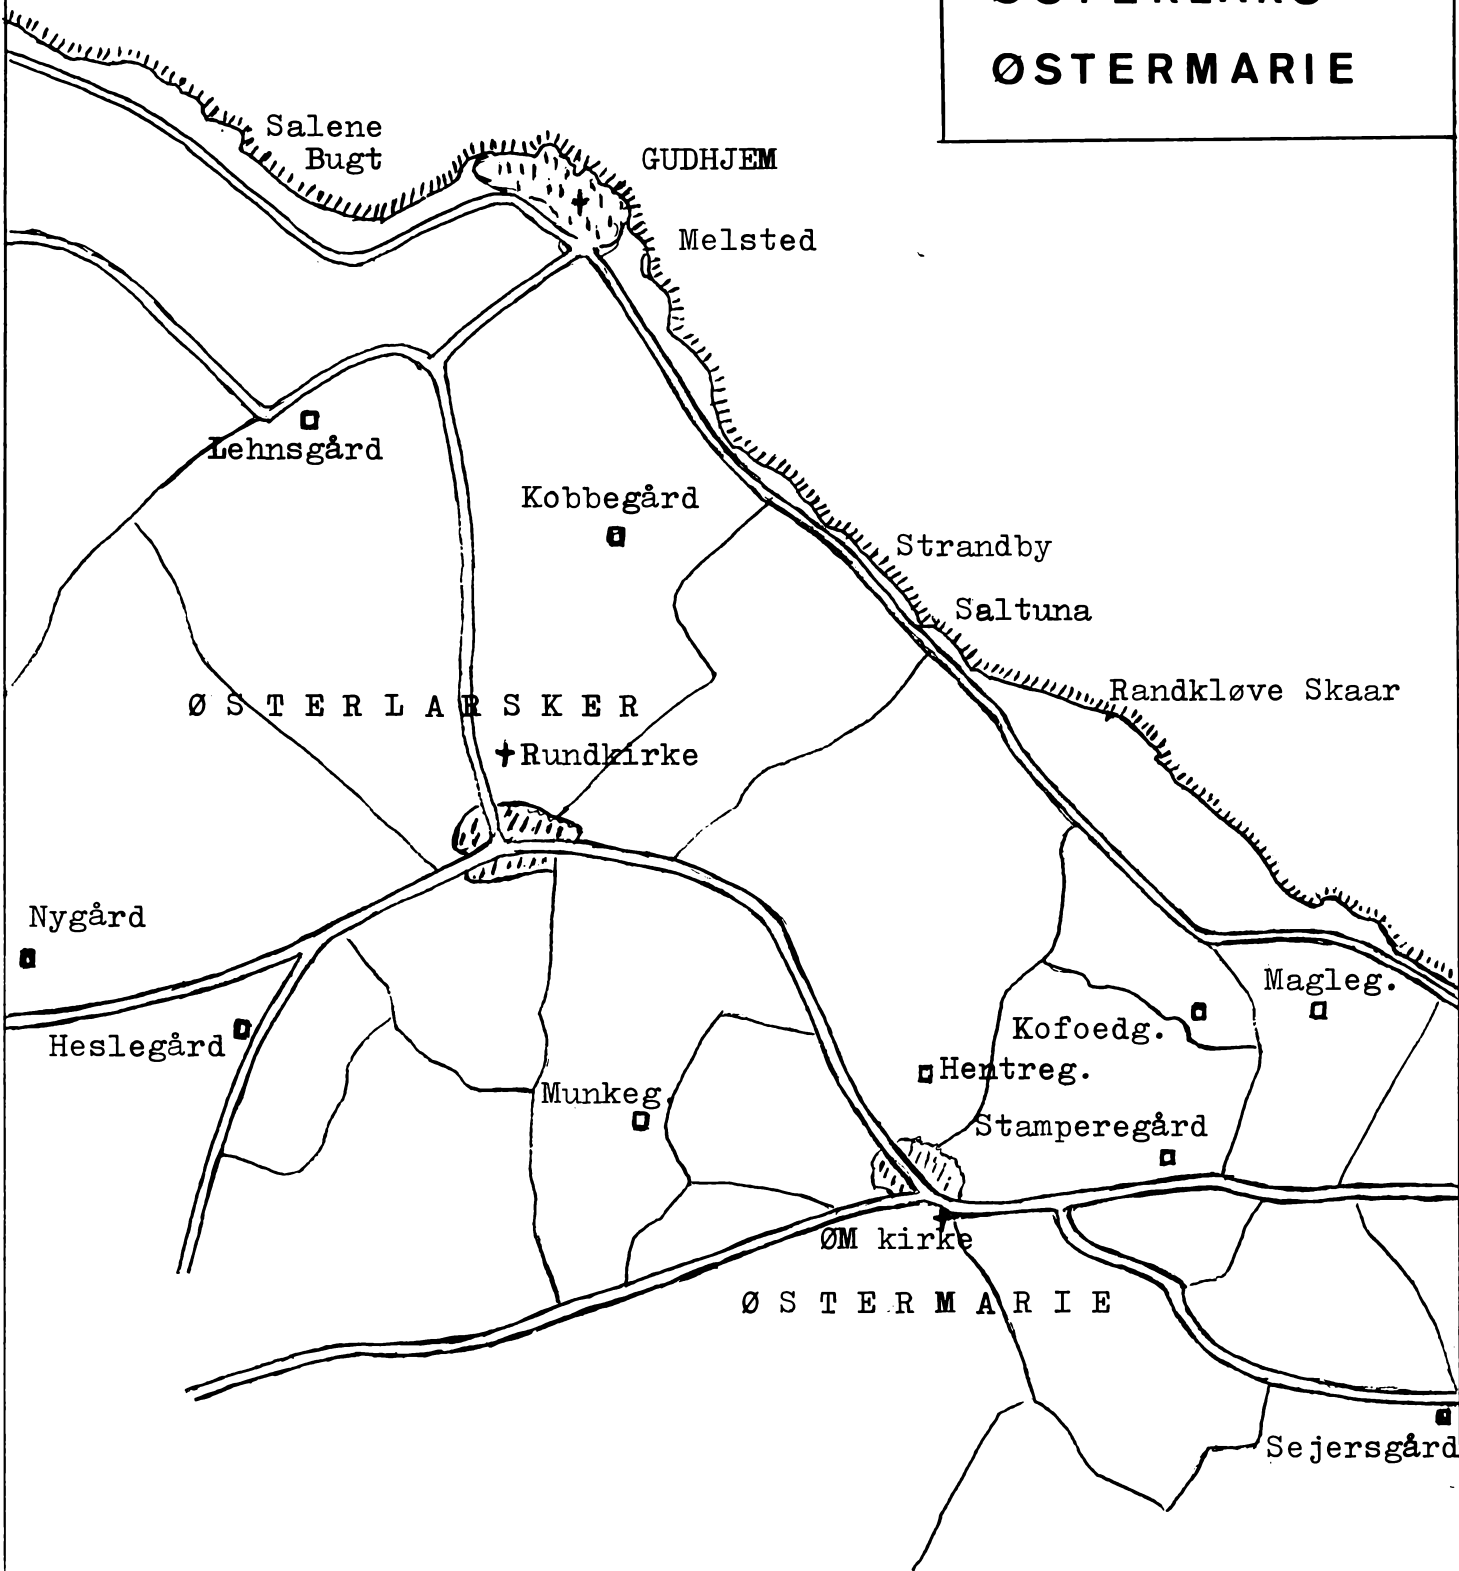 ØSTERMARIE
Salene
Bugt
GUDHJEM
Melsted
Lehnsgård
Kobbegård
Strandby
Saltuna
Randkløve Skaar
ØSTERLARSKER
Rundkirke
Nygård
Heslegård
Magleg.
Kofoedg.
Hentreg.
Munkeg.
Stamperegård
ØM kirke
ØSTERMARIE
Sejersgård